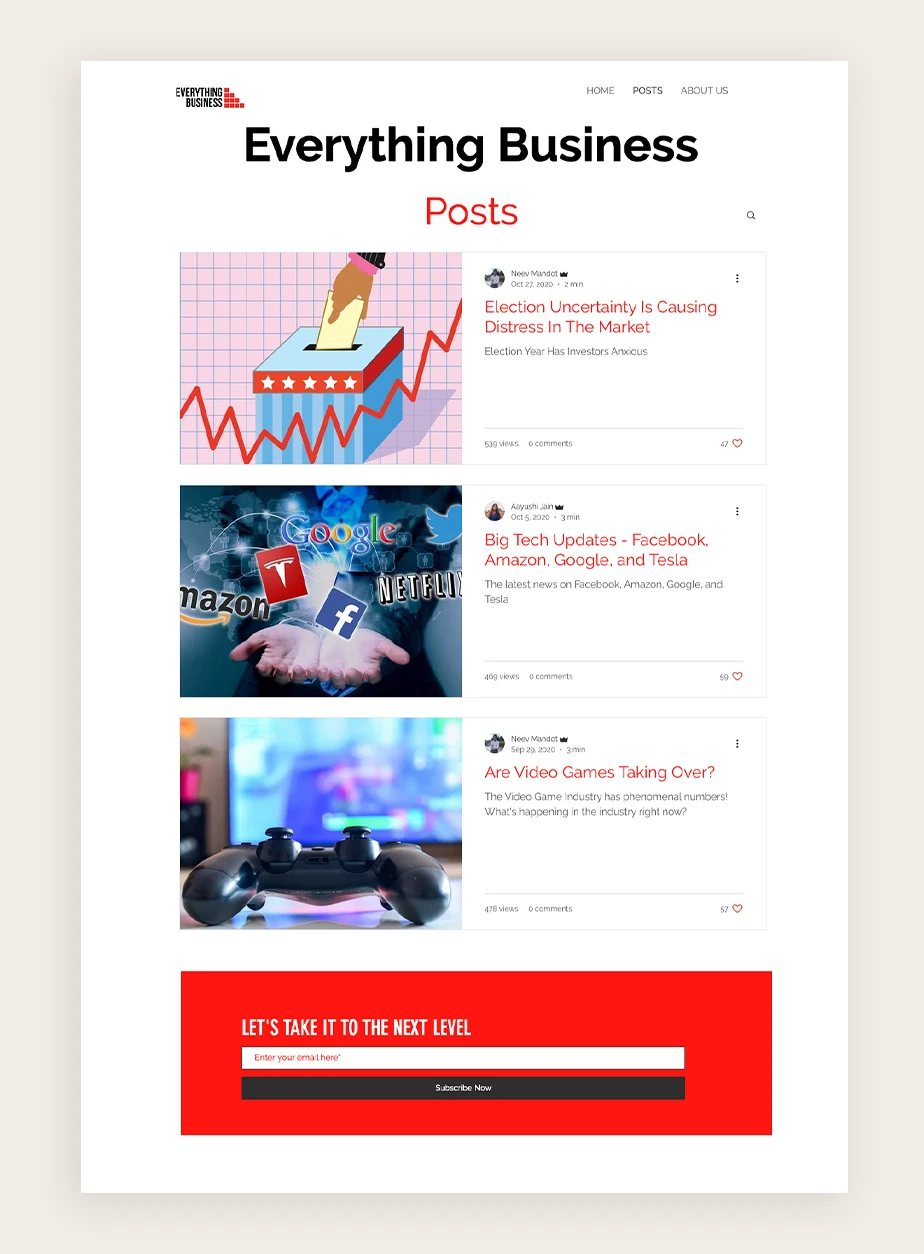 EVERYTHING
BUSINESS
HOME POSTS ABOUT US
Everything Business
Posts
Neev Mandot
Oct 27, 2020 · 2 min
Election Uncertainty Is Causing
Distress In The Market
Election Year Has Investors Anxious
539 views 0 comments 47
Google
amazon
NETFLIX
f
Aayushi Jain
Oct 5, 2020 · 3 min
Big Tech Updates - Facebook,
Amazon, Google, and Tesla
The latest news on Facebook, Amazon, Google, and
Tesla
469 views 0 comments 59
Neev Mandot
Sep 29, 2020 · 3 min
Are Video Games Taking Over?
The Video Game Industry has phenomenal numbers!
What's happening in the industry right now?
478 views 0 comments 57
LET'S TAKE IT TO THE NEXT LEVEL
Enter your email here*
Subscribe Now